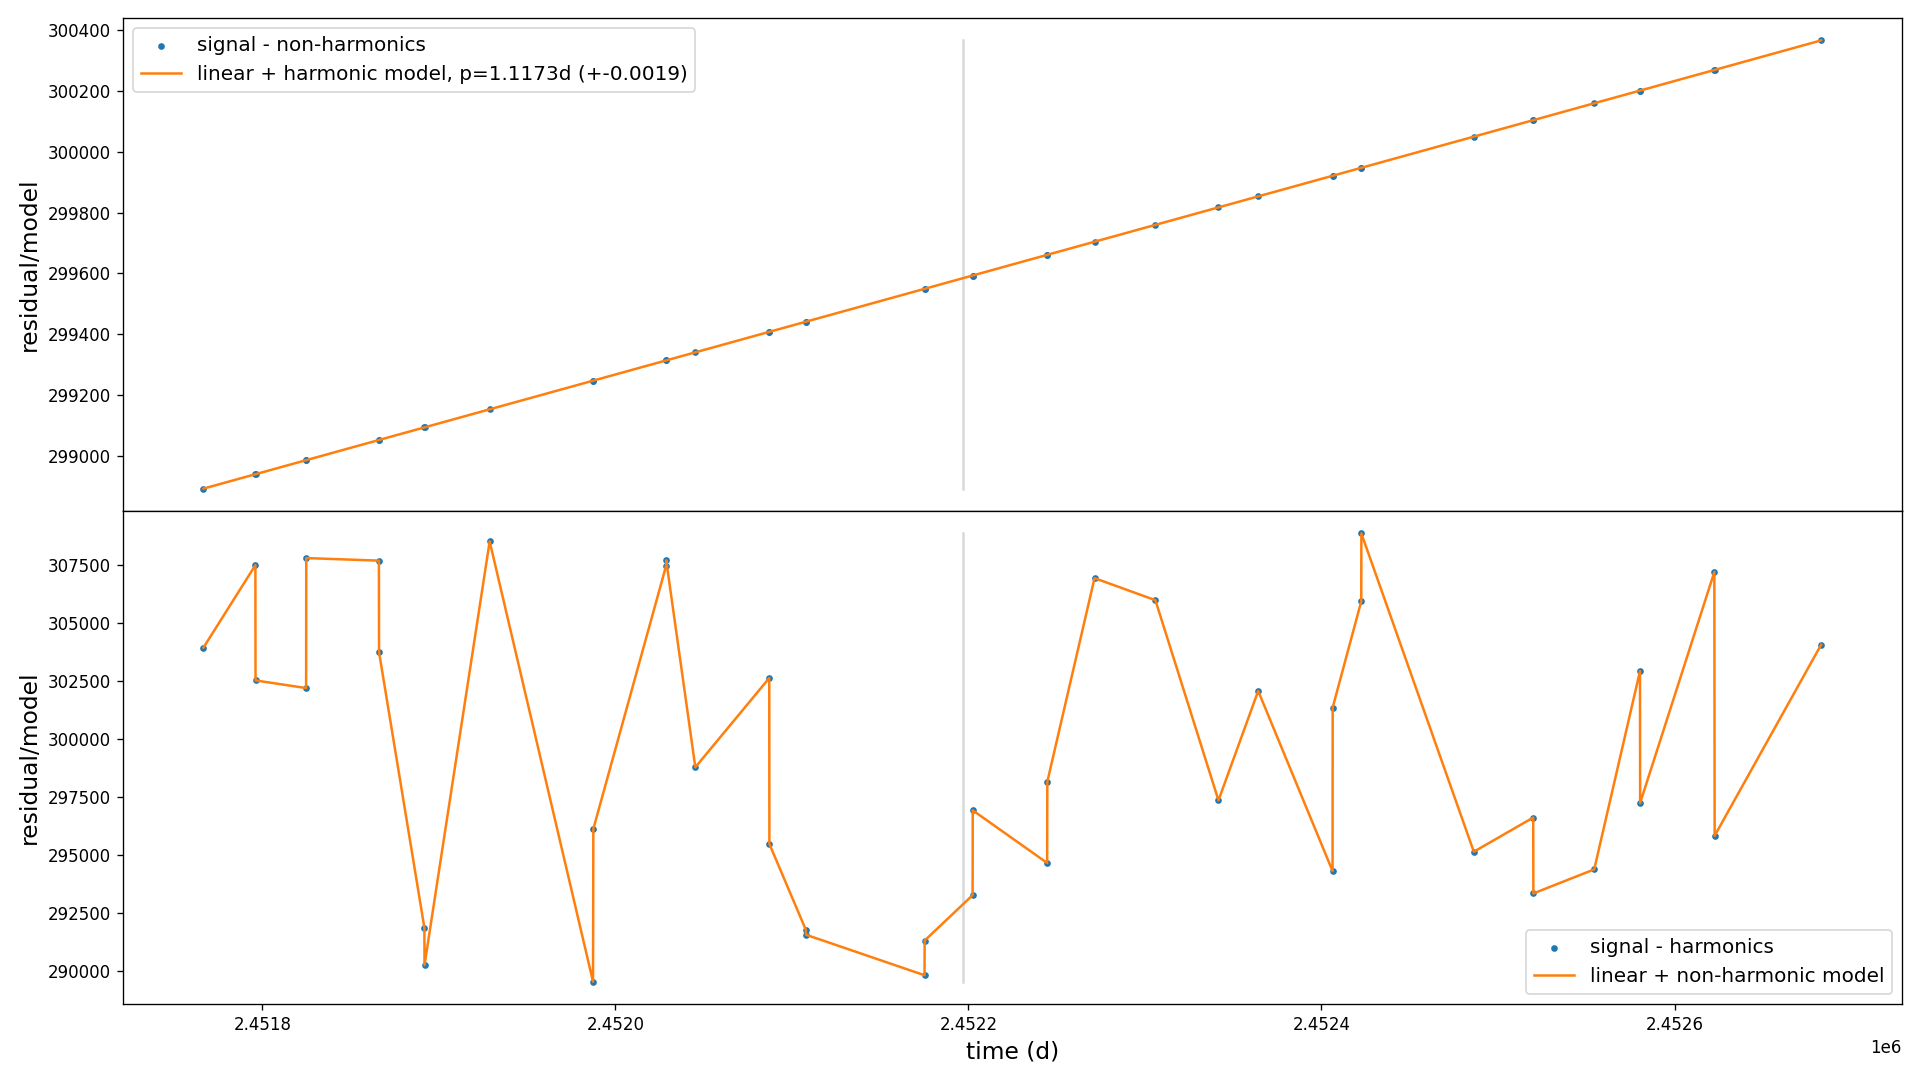 300400
300200
300000
299800
299600
299400
299200
299000
residual/model
signal - non-harmonics
linear + harmonic model, p=1.1173d (+-0.0019)
307500
305000
302500
300000
297500
295000
292500
290000
residual/model
signal - harmonics
linear + non-harmonic model
2.4518 2.4520 2.4522 2.4524 2.4526
1e6
time (d)